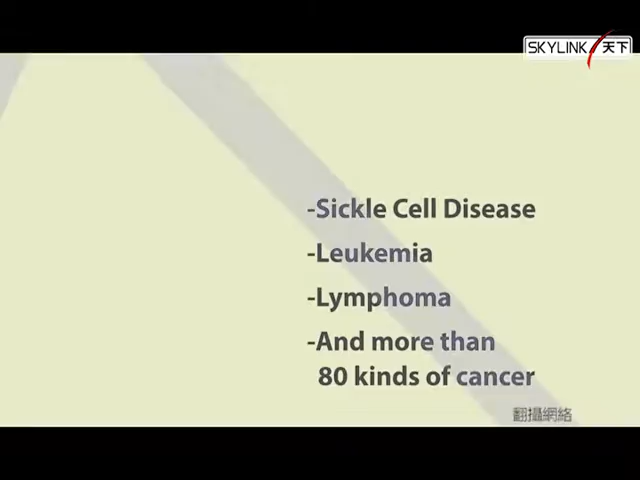 SKYLINK 天下
-Sickle Cell Disease
-Leukemia
-Lymphoma
-And more than
80 kinds of cancer
翻攝網絡